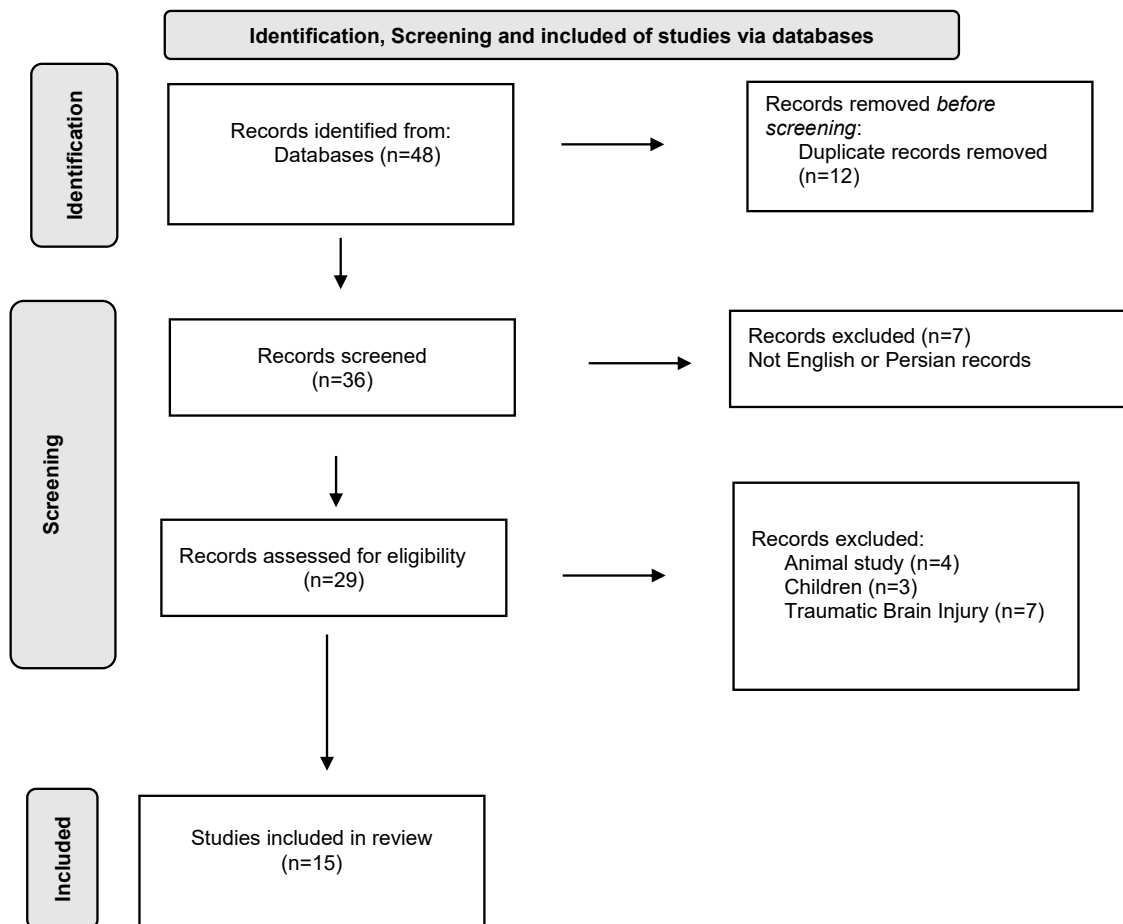 Identification, Screening and included of studies via databases
Identification
Records identified from:
Databases (n=48)
Records removed before
screening:
Duplicate records removed
(n=12)
Screening
Records screened
(n=36)
Records excluded (n=7)
Not English or Persian records
Records assessed for eligibility
(n=29)
Records excluded:
Animal study (n=4)
Children (n=3)
Traumatic Brain Injury (n=7)
Included
Studies included in review
(n=15)